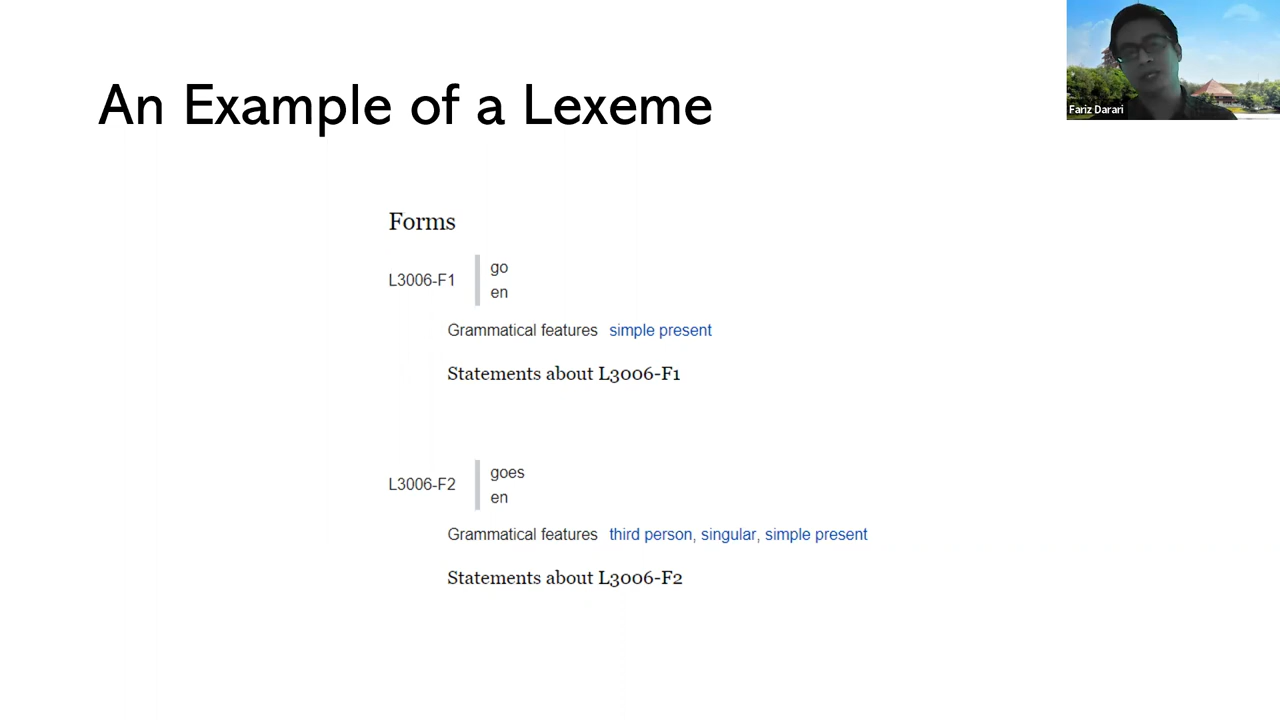 Fariz Darari
An Example of a Lexeme
Forms
L3006-F1
go
en
Grammatical features simple present
Statements about L3006-F1
L3006-F2
goes
en
Grammatical features third person, singular, simple present
Statements about L3006-F2